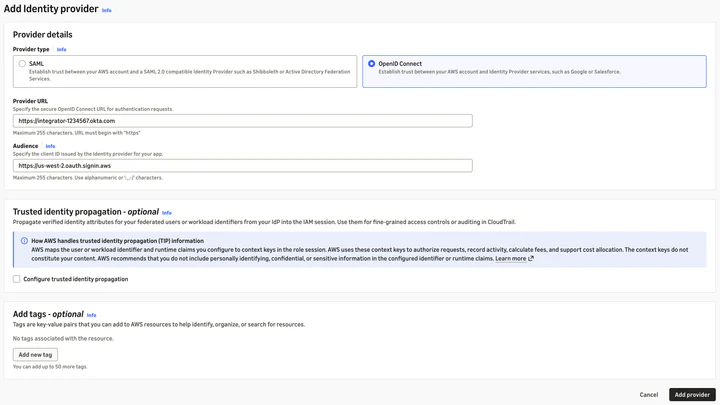 Add Identity provider Info
Provider details
Provider type | Info
SAML
Establish trust between your AWS account and a SAML 2.0 compatible Identity Provider such as Shibboleth or Active Directory Federation
Services.
OpenID Connect
Establish trust between your AWS account and Identity Provider services, such as Google or Salesforce.
Provider URL
Specify the secure OpenID Connect URL for authentication requests.
https://integrator-1234567.okta.com
Maximum 255 characters. URL must begin with "https"
Audience | Info
Specify the client ID issued by the Identity provider for your app.
https://us-west-2.oauth.signin.aws
Maximum 255 characters. Use alphanumeric or '_.-/' characters.
Trusted identity propagation - optional Info
Propagate verified identity attributes for your federated users or workload identifiers from your IdP into the IAM session. Use them for fine-grained access controls or auditing in CloudTrail.
How AWS handles trusted identity propagation (TIP) information
AWS maps the user or workload identifier and runtime claims you configure to context keys in the role session. AWS uses these context keys to authorize requests, record activity, calculate fees, and support cost allocation. The context keys do not
constitute your content. AWS recommends that you do not include personally identifying, confidential, or sensitive information in the configured identifier or runtime claims. Learn more
Configure trusted identity propagation
Add tags - optional Info
Tags are key-value pairs that you can add to AWS resources to help identify, organize, or search for resources.
No tags associated with the resource.
Add new tag
You can add up to 50 more tags.
Cancel Add provider